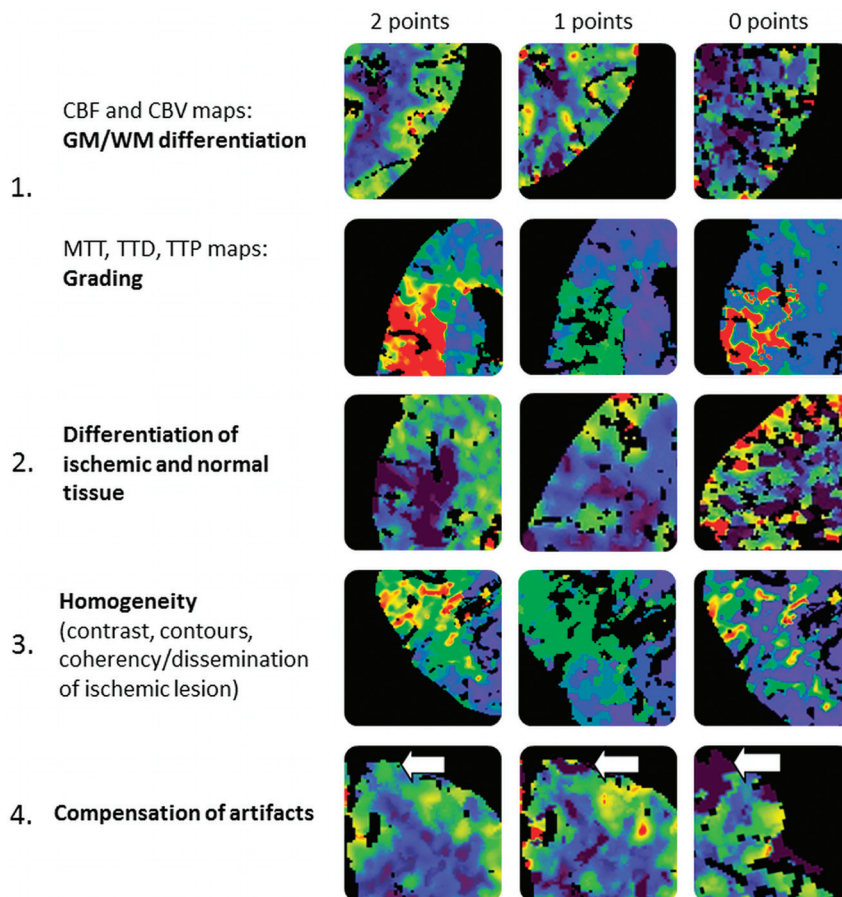 2 points 1 point 0 points
1.
CBF and CBV maps:
GM/WM differentiation
MTT, TTD, TTP maps:
Grading
2.
Differentiation of
ischemic and normal
tissue
3.
Homogeneity
(contrast, contours,
coherency/dissemination
of ischemic lesion)
4. Compensation of artifacts